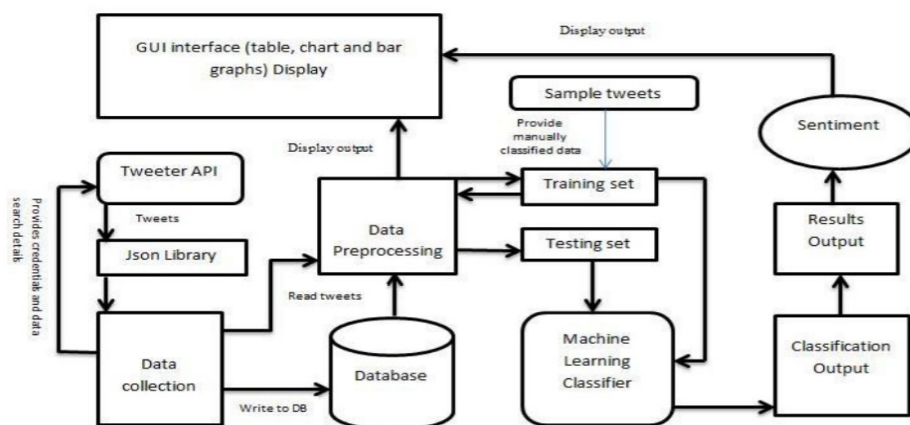 Display output
GUI interface (table, chart and bar
graphs) Display
Sample tweets
Provide
manually
classified data
Sentiment
Display output
Tweeter API
Training set
Provides credentials and data
search details
Tweets
Data
Preprocessing
Results
Output
Testing set
Json Library
Read tweets
Machine
Learning
Classifier
Classification
Output
Data
collection
Database
Write to DB